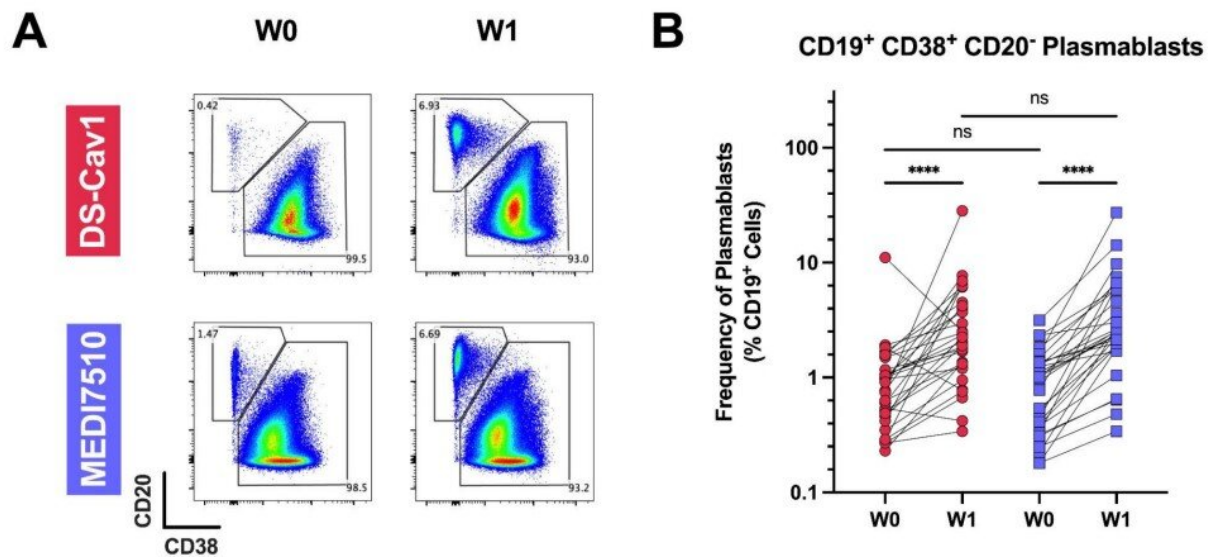 A
W0
W1
DS-Cav1
0.42
99.5
6.93
93.0
MEDI7510
1.47
98.5
6.69
93.2
CD20
CD38
B
CD19⁺ CD38⁺ CD20⁻ Plasmablasts
Frequency of Plasmablasts
(% CD19⁺ Cells)
ns
ns
**** ****
100
10
1
0.1
W0 W1 W0 W1